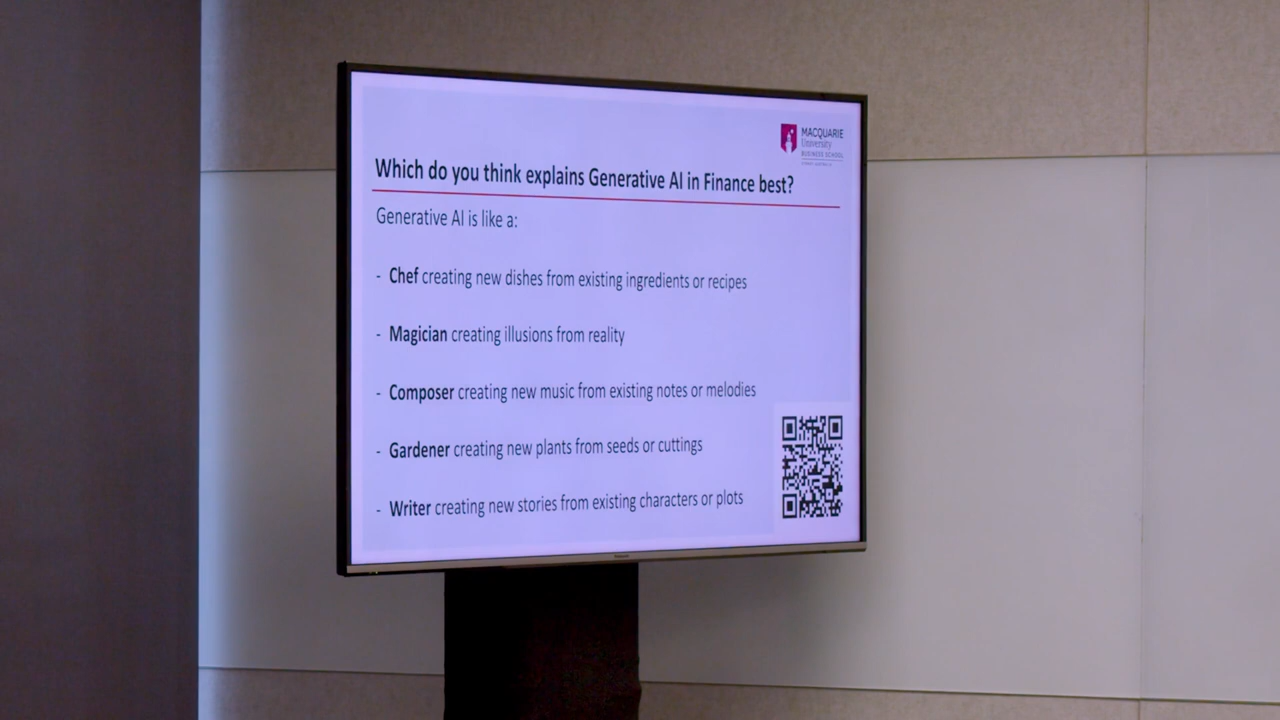 MACQUARIE
University
BUSINESS SCHOOL
Which do you think explains Generative AI in Finance best?
Generative AI is like a:
- Chef creating new dishes from existing ingredients or recipes
- Magician creating illusions from reality
- Composer creating new music from existing notes or melodies
- Gardener creating new plants from seeds or cuttings
- Writer creating new stories from existing characters or plots
Panasonic